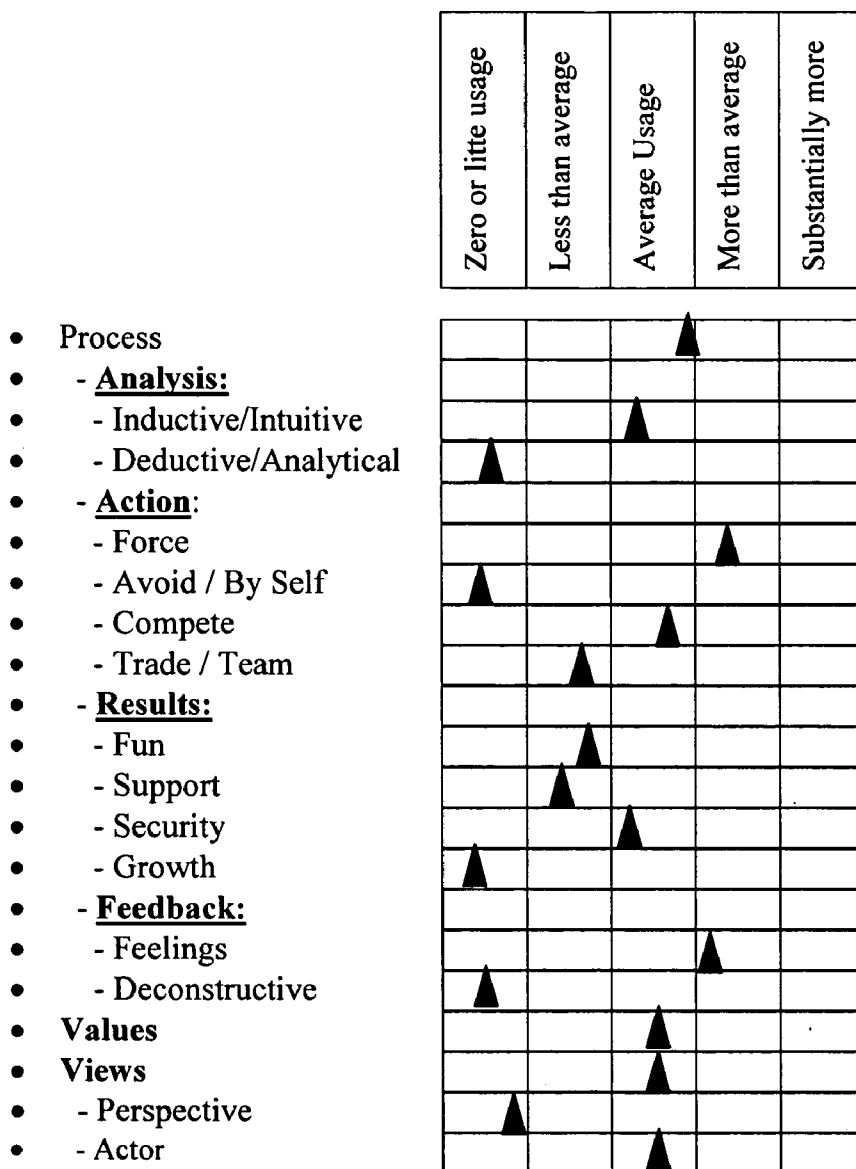 Zero or litte usage
Less than average
Average Usage
More than average
Substantially more
• Process
• - Analysis:
• - Inductive/Intuitive
• - Deductive/Analytical
• - Action:
• - Force
• - Avoid / By Self
• - Compete
• - Trade / Team
• - Results:
• - Fun
• - Support
• - Security
• - Growth
• - Feedback:
• - Feelings
• - Deconstructive
• Values
• Views
• - Perspective
• - Actor